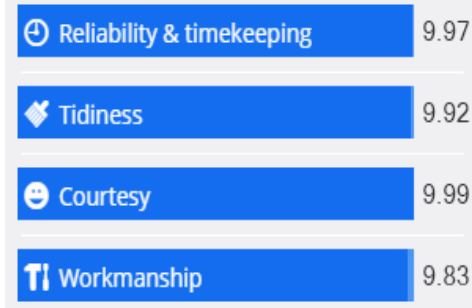 Reliability & timekeeping 9.97
Tidiness 9.92
Courtesy 9.99
Workmanship 9.83